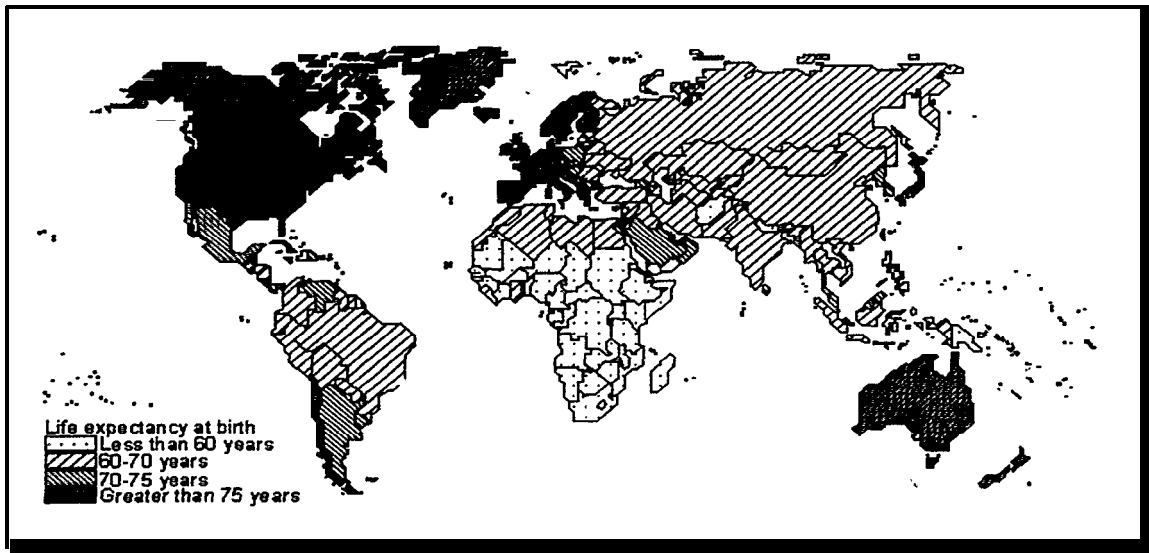 Life expectancy at birth
Less than 60 years
60-70 years
70-75 years
Greater than 75 years